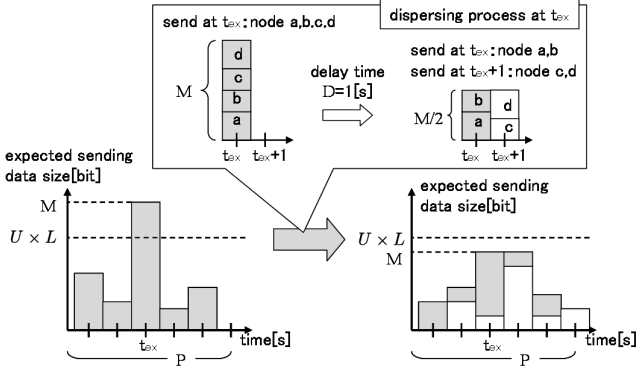 dispersing process at tex
send at tex:node a,b,c,d
M
d
c
b
a
tex tex+1
delay time
D=1[s]
send at tex:node a,b
send at tex+1:node c,d
M/2
b d
a c
tex tex+1
expected sending
data size[bit]
M
U × L
tex
time[s]
P
expected sending
data size[bit]
U × L
M
tex
time[s]
P